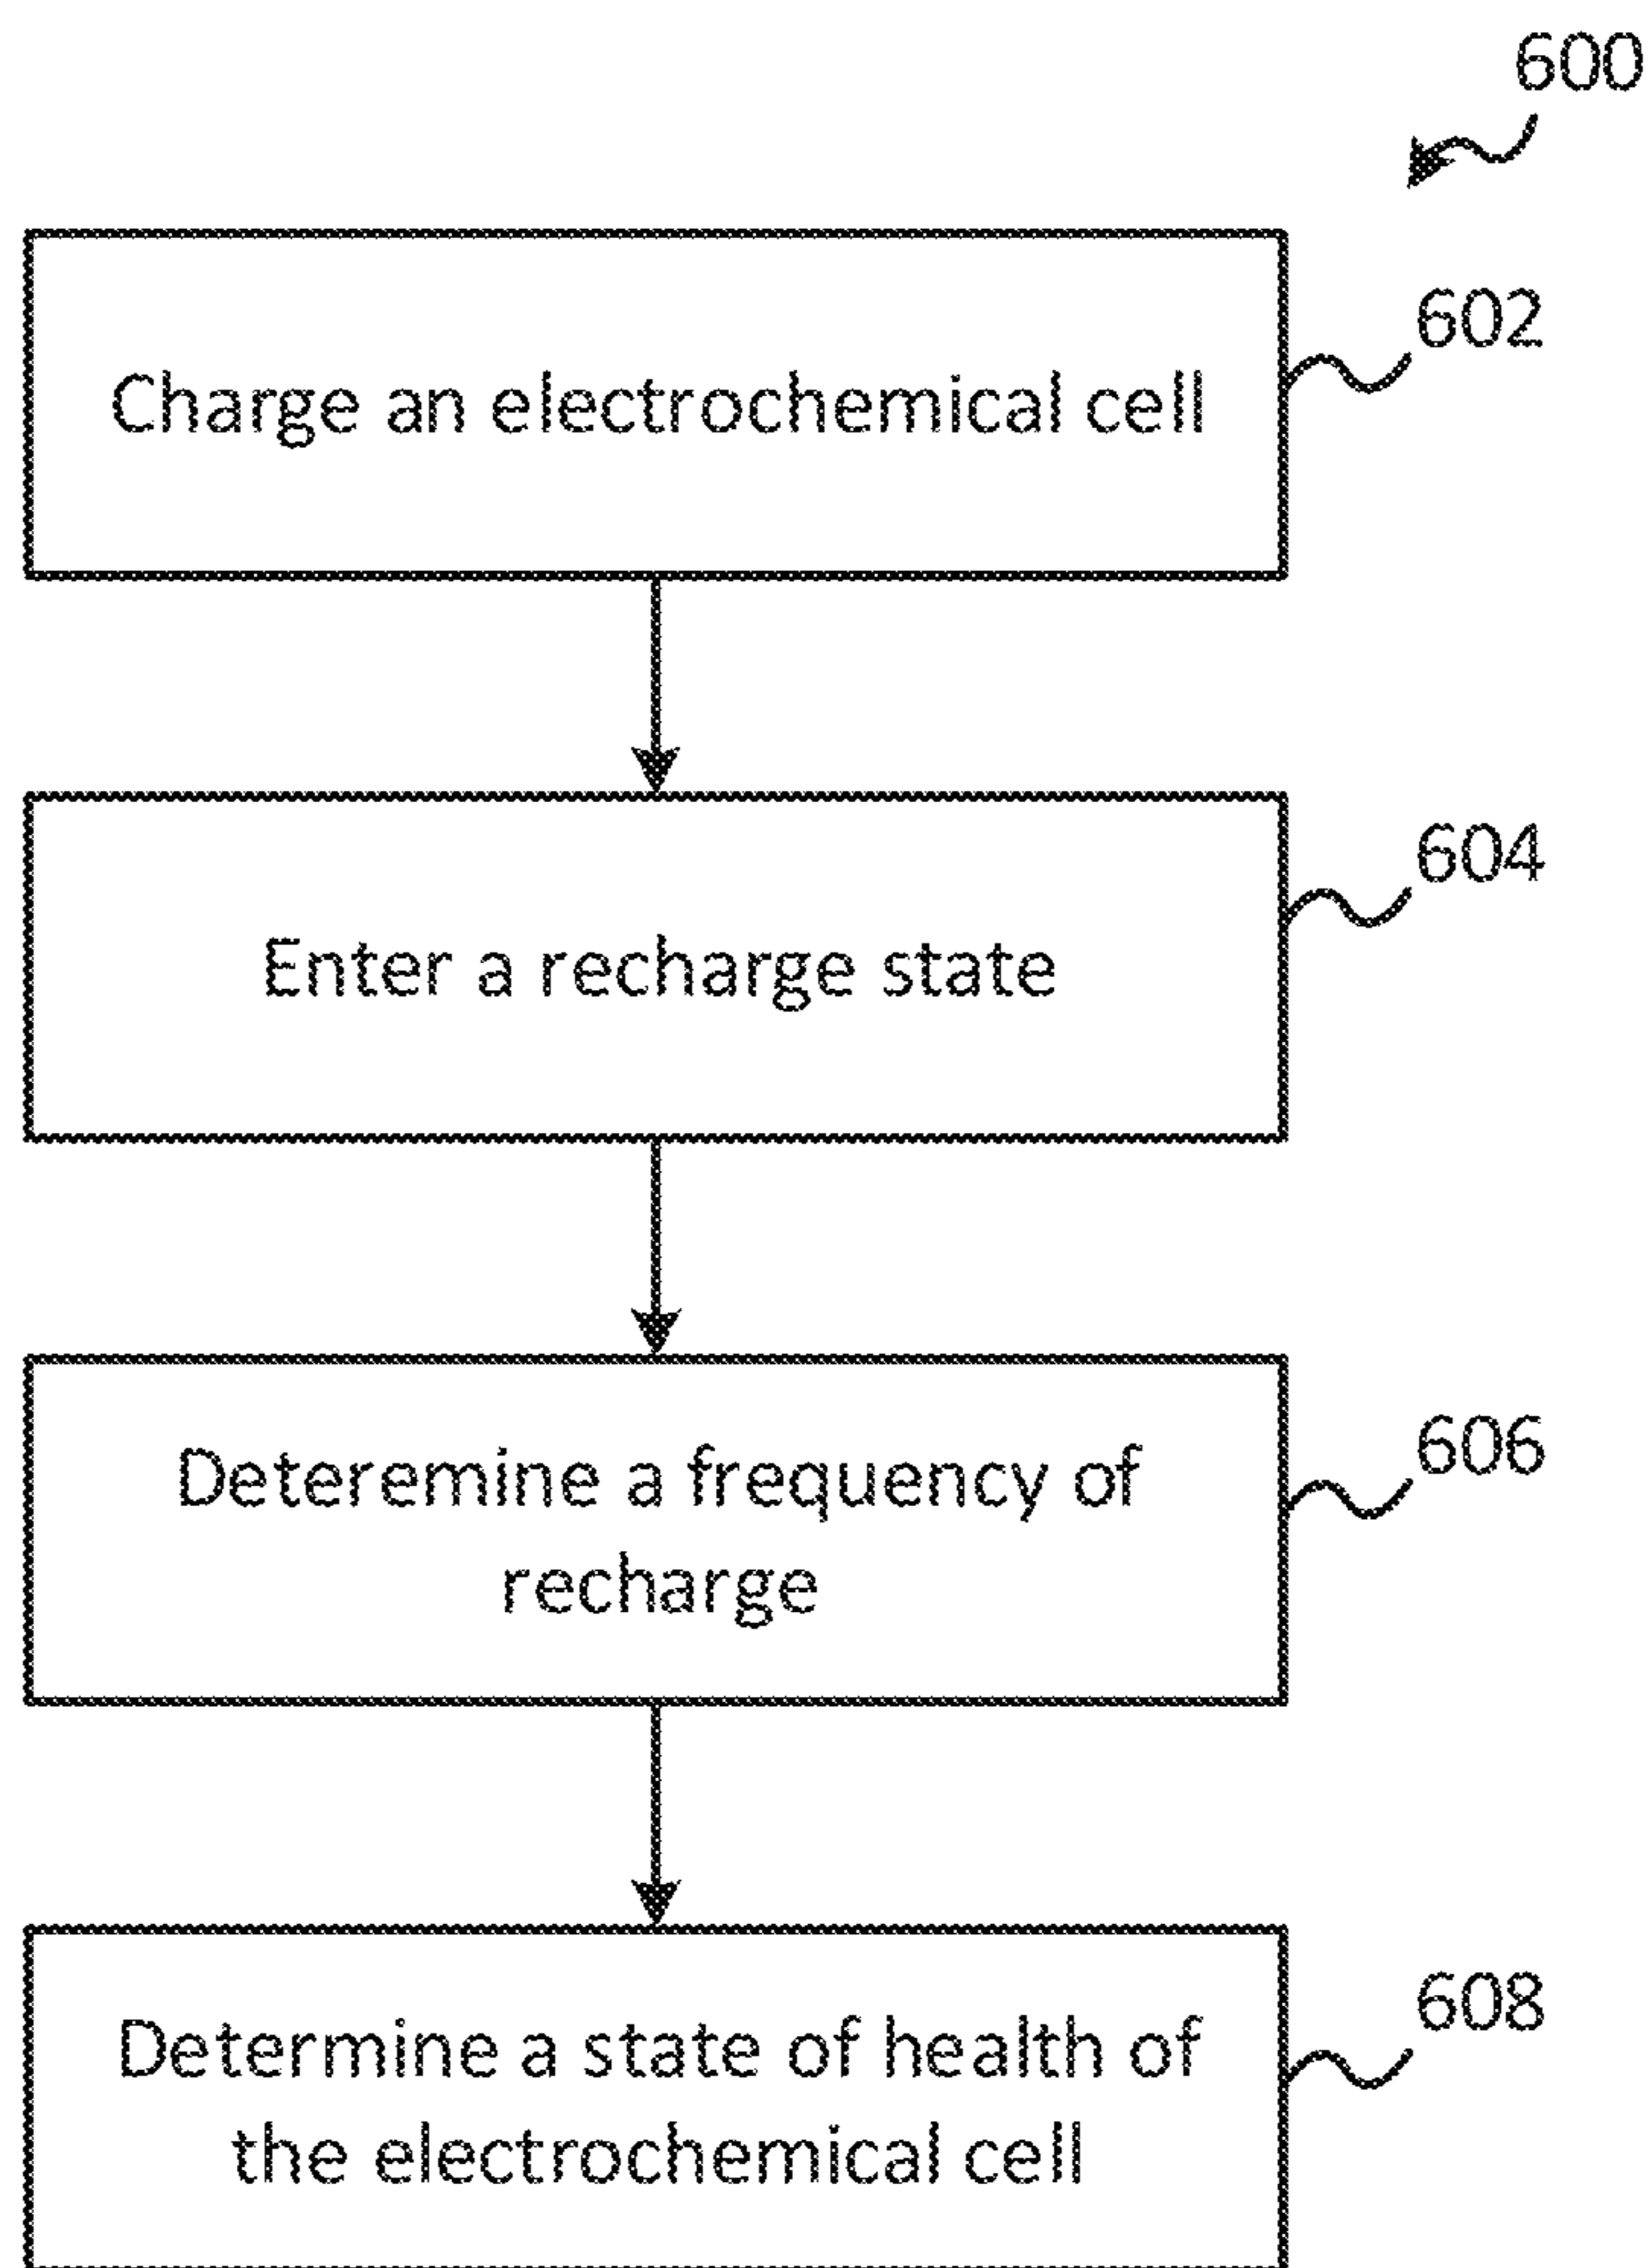 600
602
Charge an electrochemical cell
604
Enter a recharge state
606
Deteremine a frequency of
recharge
608
Determine a state of health of
the electrochemical cell